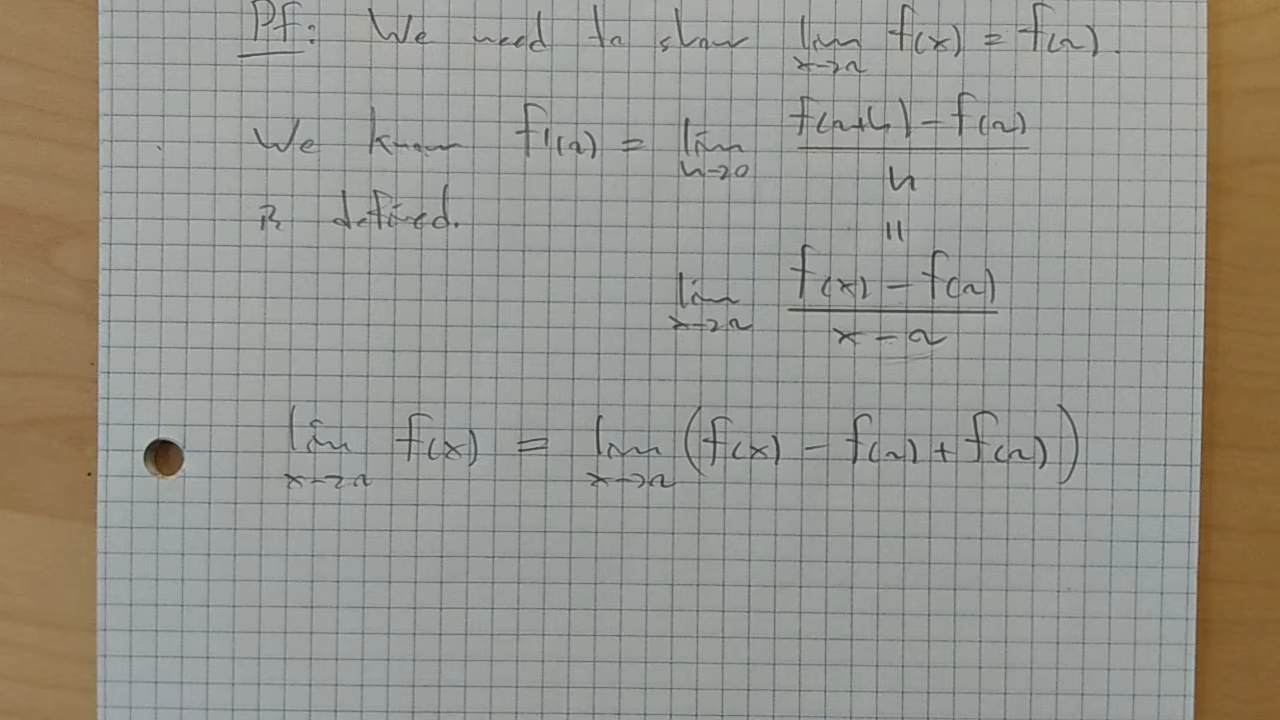 Pf: We need to show lim x→a f(x) = f(a).
We know f'(a) = lim h→0 (f(a+h) - f(a)) / h
is defined.
=
lim x→a (f(x) - f(a)) / (x - a)
lim x→a f(x) = lim x→a (f(x) - f(a) + f(a))